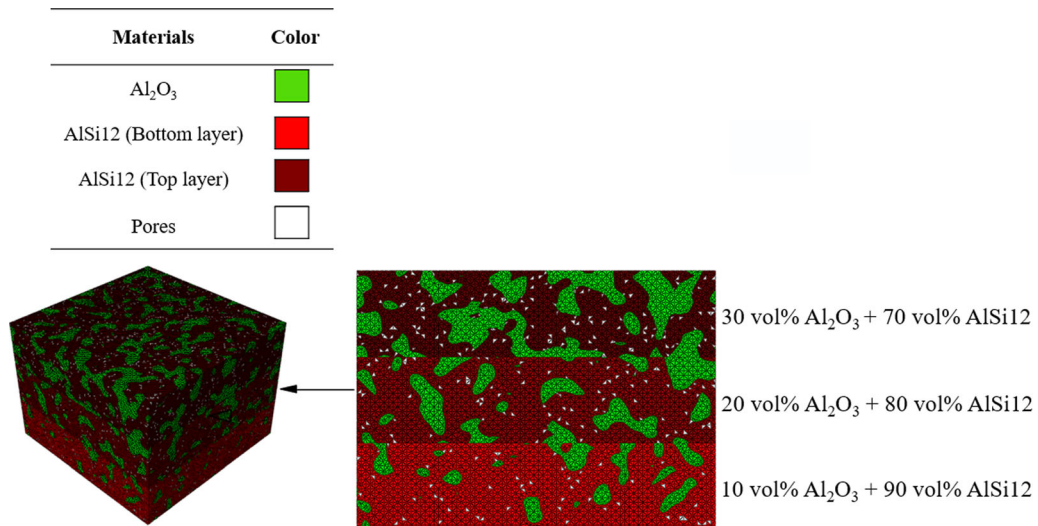 Materials Color
Al₂O₃
AlSi12 (Bottom layer)
AlSi12 (Top layer)
Pores
30 vol% Al₂O₃ + 70 vol% AlSi12
20 vol% Al₂O₃ + 80 vol% AlSi12
10 vol% Al₂O₃ + 90 vol% AlSi12